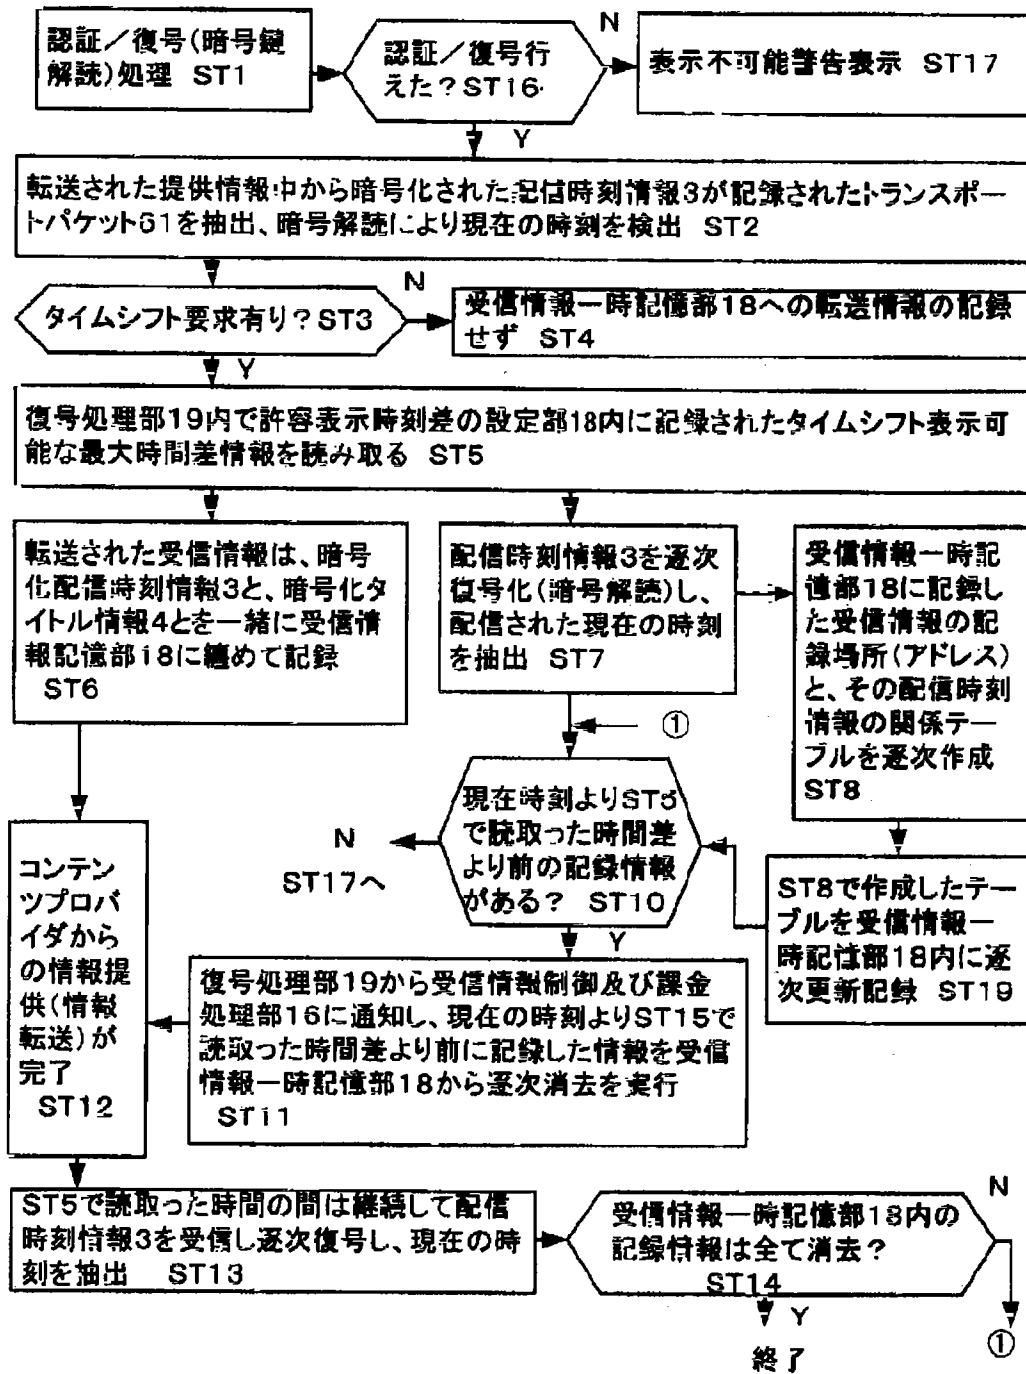 認証／復号(暗号鍵
解読)処理 ST1
認証／復号行
えた？ST16
N
表示不可能警告表示 ST17
Y
転送された提供情報中から暗号化された配信時刻情報3が記録されたトランスポー
トパケット61を抽出、暗号解読により現在の時刻を検出 ST2
タイムシフト要求有り？ST3
N
受信情報一時記憶部18への転送情報の記録
せず ST4
Y
復号処理部19内で許容表示時刻差の設定部18内に記録されたタイムシフト表示可
能な最大時間差情報を読み取る ST5
転送された受信情報は、暗号
化配信時刻情報3と、暗号化タ
イトル情報4とを一緒に受信情
報記憶部18に纏めて記録
ST6
配信時刻情報3を逐次
復号化(暗号解読)し、
配信された現在の時刻
を抽出 ST7
受信情報一時記
憶部18に記録し
た受信情報の記
録場所(アドレス)
と、その配信時刻
情報の関係テー
ブルを逐次作成
ST8
①
現在時刻よりST5
で読取った時間差
より前の記録情報
がある？ ST10
N
ST17へ
Y
ST8で作成したテー
ブルを受信情報一
時記憶部18内に逐
次更新記録 ST19
コンテン
ツプロバ
イダから
の情報提
供(情報
転送)が
完了
ST12
復号処理部19から受信情報制御及び課金
処理部16に通知し、現在の時刻よりST15で
読取った時間差より前に記録した情報を受信
情報一時記憶部18から逐次消去を実行
ST11
ST5で読取った時間の間は継続して配信
時刻情報3を受信し逐次復号し、現在の時
刻を抽出 ST13
受信情報一時記憶部18内の
記録情報は全て消去？
ST14
N
Y
①
終了